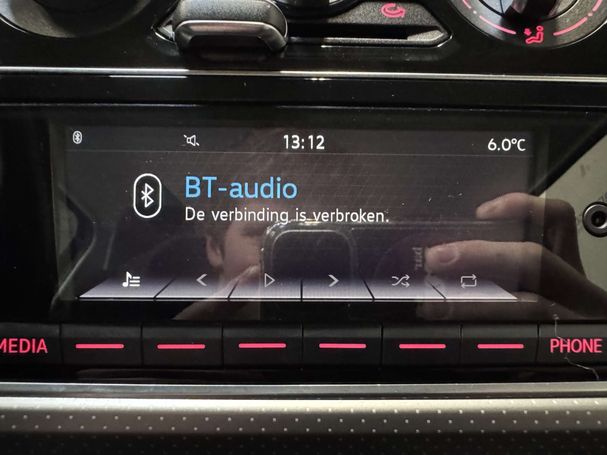 13:12 6.0°C
BT-audio
De verbinding is verbroken.
MEDIA PHONE